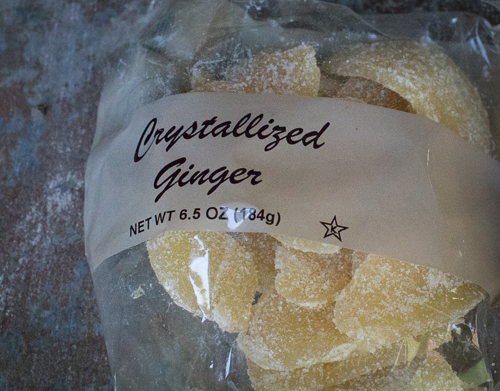 Crystallized
Ginger
NET WT 6.5 OZ (184g)
K